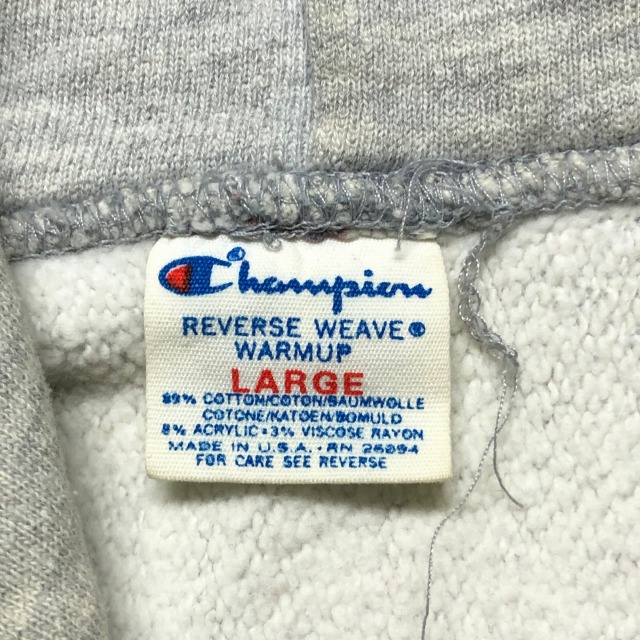 Champion®
REVERSE WEAVE®
WARMUP
LARGE
89% COTTON/COTON/BAUMWOLLE
COTONE/KATOEN/BOMULD
8% ACRYLIC•3% VISCOSE RAYON
MADE IN U.S.A.•RN 26094
FOR CARE SEE REVERSE